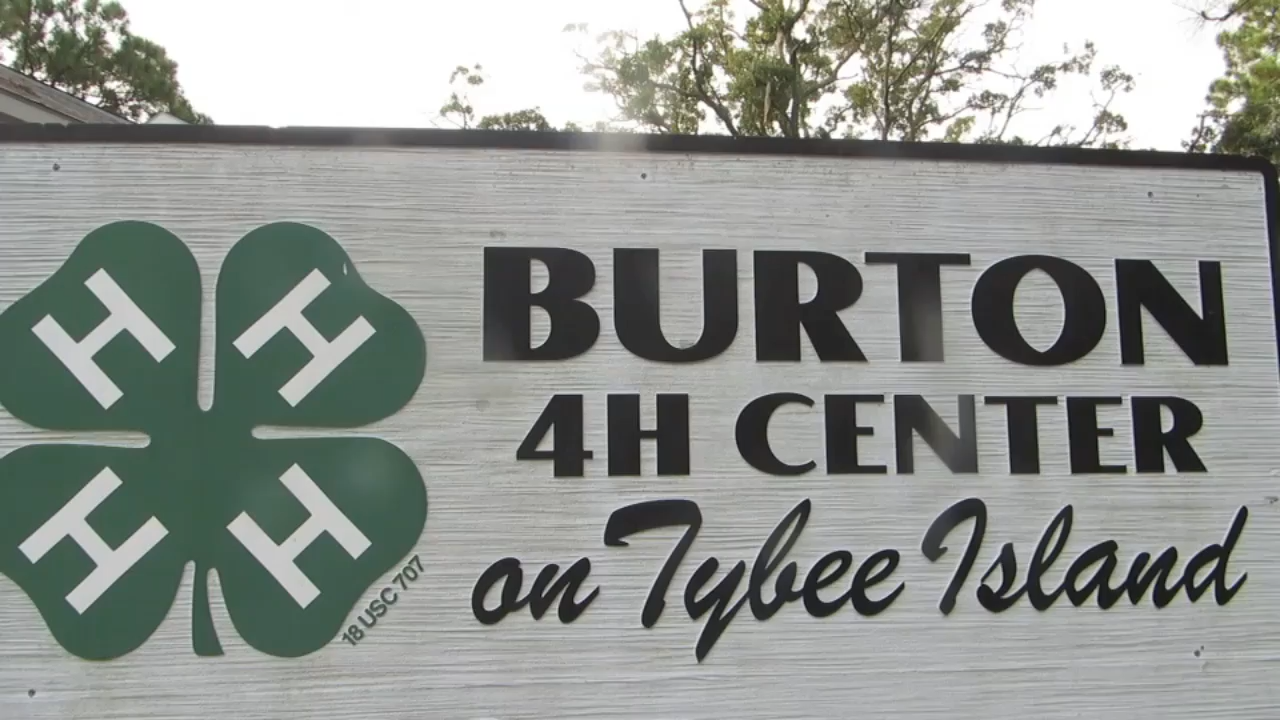 H H
H H
18 USC 707
BURTON
4H CENTER
on Tybee Island